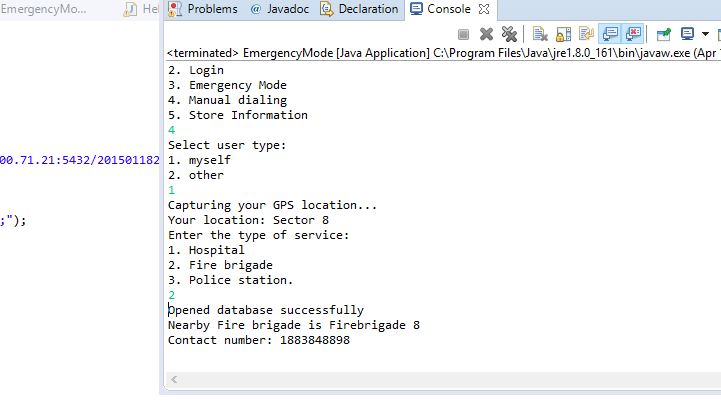 EmergencyMo... Hel
Problems @ Javadoc Declaration Console
<terminated> EmergencyMode [Java Application] C:\Program Files\Java\jre1.8.0_161\bin\javaw.exe (Apr
2. Login
3. Emergency Mode
4. Manual dialing
5. Store Information
4
Select user type:
00.71.21:5432/201501182
1. myself
2. other
1
Capturing your GPS location...
;");
Your location: Sector 8
Enter the type of service:
1. Hospital
2. Fire brigade
3. Police station.
2
Opened database successfully
Nearby Fire brigade is Firebrigade 8
Contact number: 1883848898